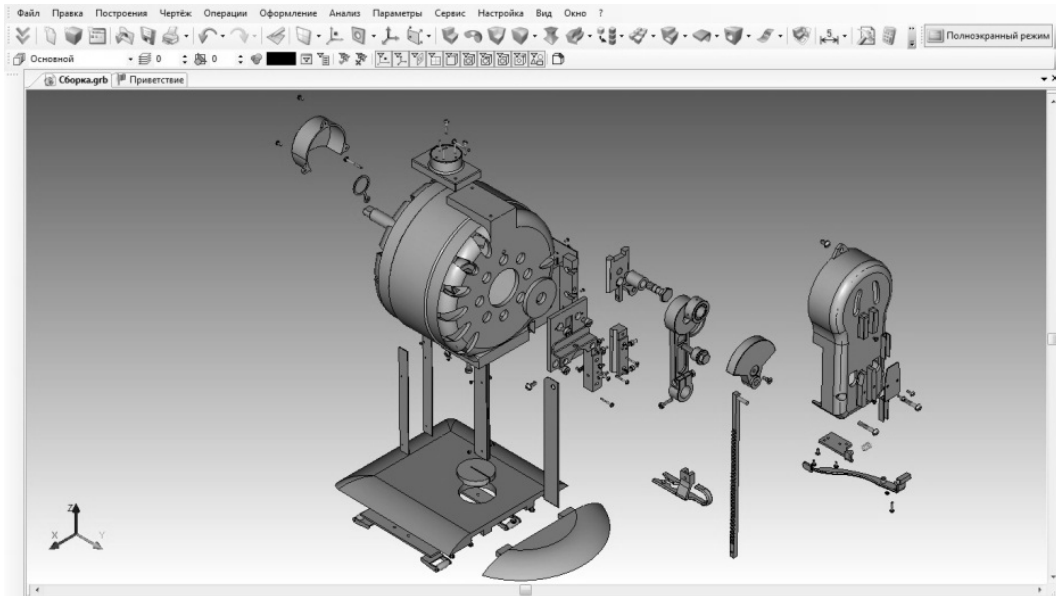 Файл Правка Построения Чертёж Операции Оформление Анализ Параметры Сервис Настройка Вид Окно ?
5 Полноэкранный режим
Основной 0 0
Сборка.grb Приветствие
Z
X Y